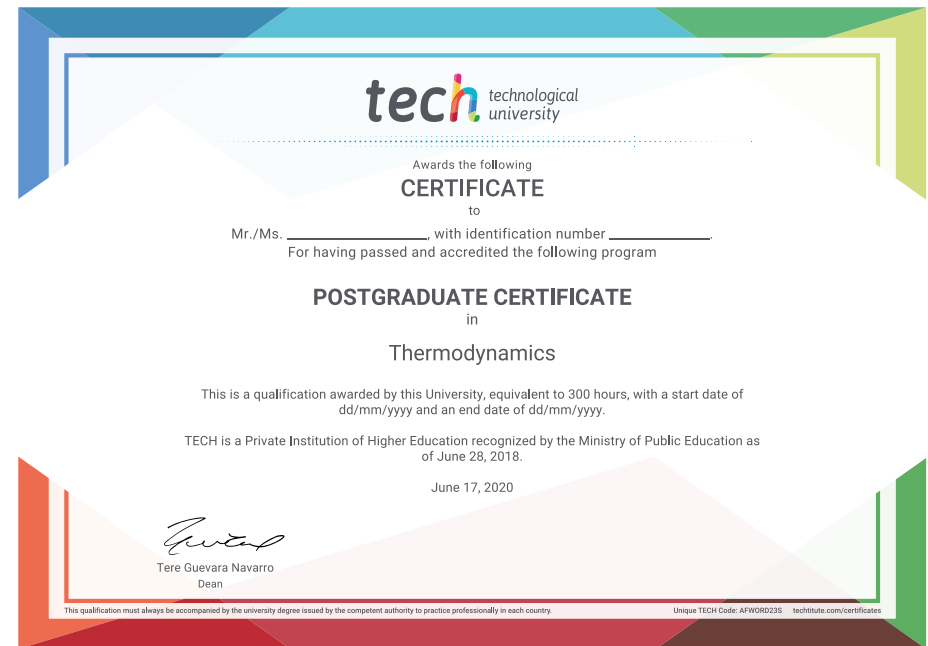 tech technological
university
Awards the following
CERTIFICATE
to
Mr./Ms. ____________________, with identification number ______________.
For having passed and accredited the following program
POSTGRADUATE CERTIFICATE
in
Thermodynamics
This is a qualification awarded by this University, equivalent to 300 hours, with a start date of
dd/mm/yyyy and an end date of dd/mm/yyyy.
TECH is a Private Institution of Higher Education recognized by the Ministry of Public Education as
of June 28, 2018.
June 17, 2020
Tere Guevara Navarro
Dean
This qualification must always be accompanied by the university degree issued by the competent authority to practice professionally in each country.
Unique TECH Code: AFWORD23S techtitute.com/certificates